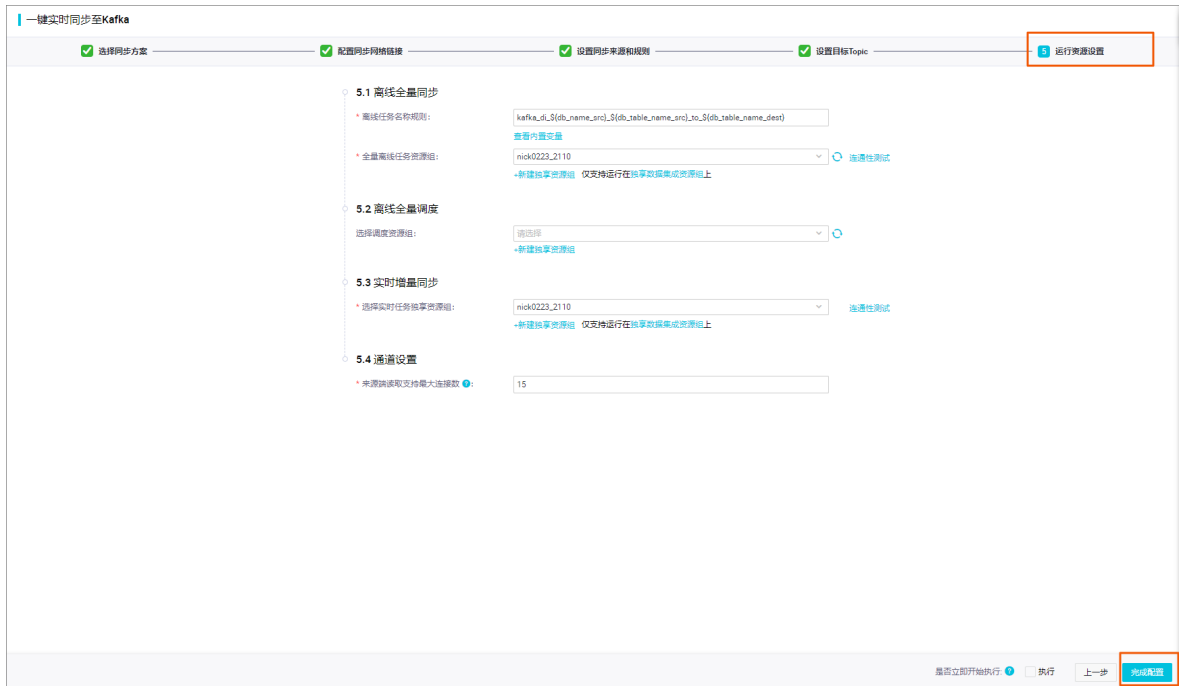 一键实时同步至Kafka
选择同步方案
配置同步网络链接
设置同步来源和规则
设置目标Topic
5 运行资源设置
5.1 离线全量同步
* 离线任务名称规则:
kafka_di_${db_name_src}_${db_table_name_src}_to_${db_table_name_dest}
查看内置变量
* 全量离线任务资源组:
nick0223_2110
连通性测试
+新建独享资源组 仅支持运行在独享数据集成资源组上
5.2 离线全量调度
选择调度资源组:
请选择
+新建独享资源组
5.3 实时增量同步
* 选择实时任务独享资源组:
nick0223_2110
连通性测试
+新建独享资源组 仅支持运行在独享数据集成资源组上
5.4 通道设置
* 来源端读取支持最大连接数 ?:
15
是否立即开始执行: ? 执行
上一步
完成配置